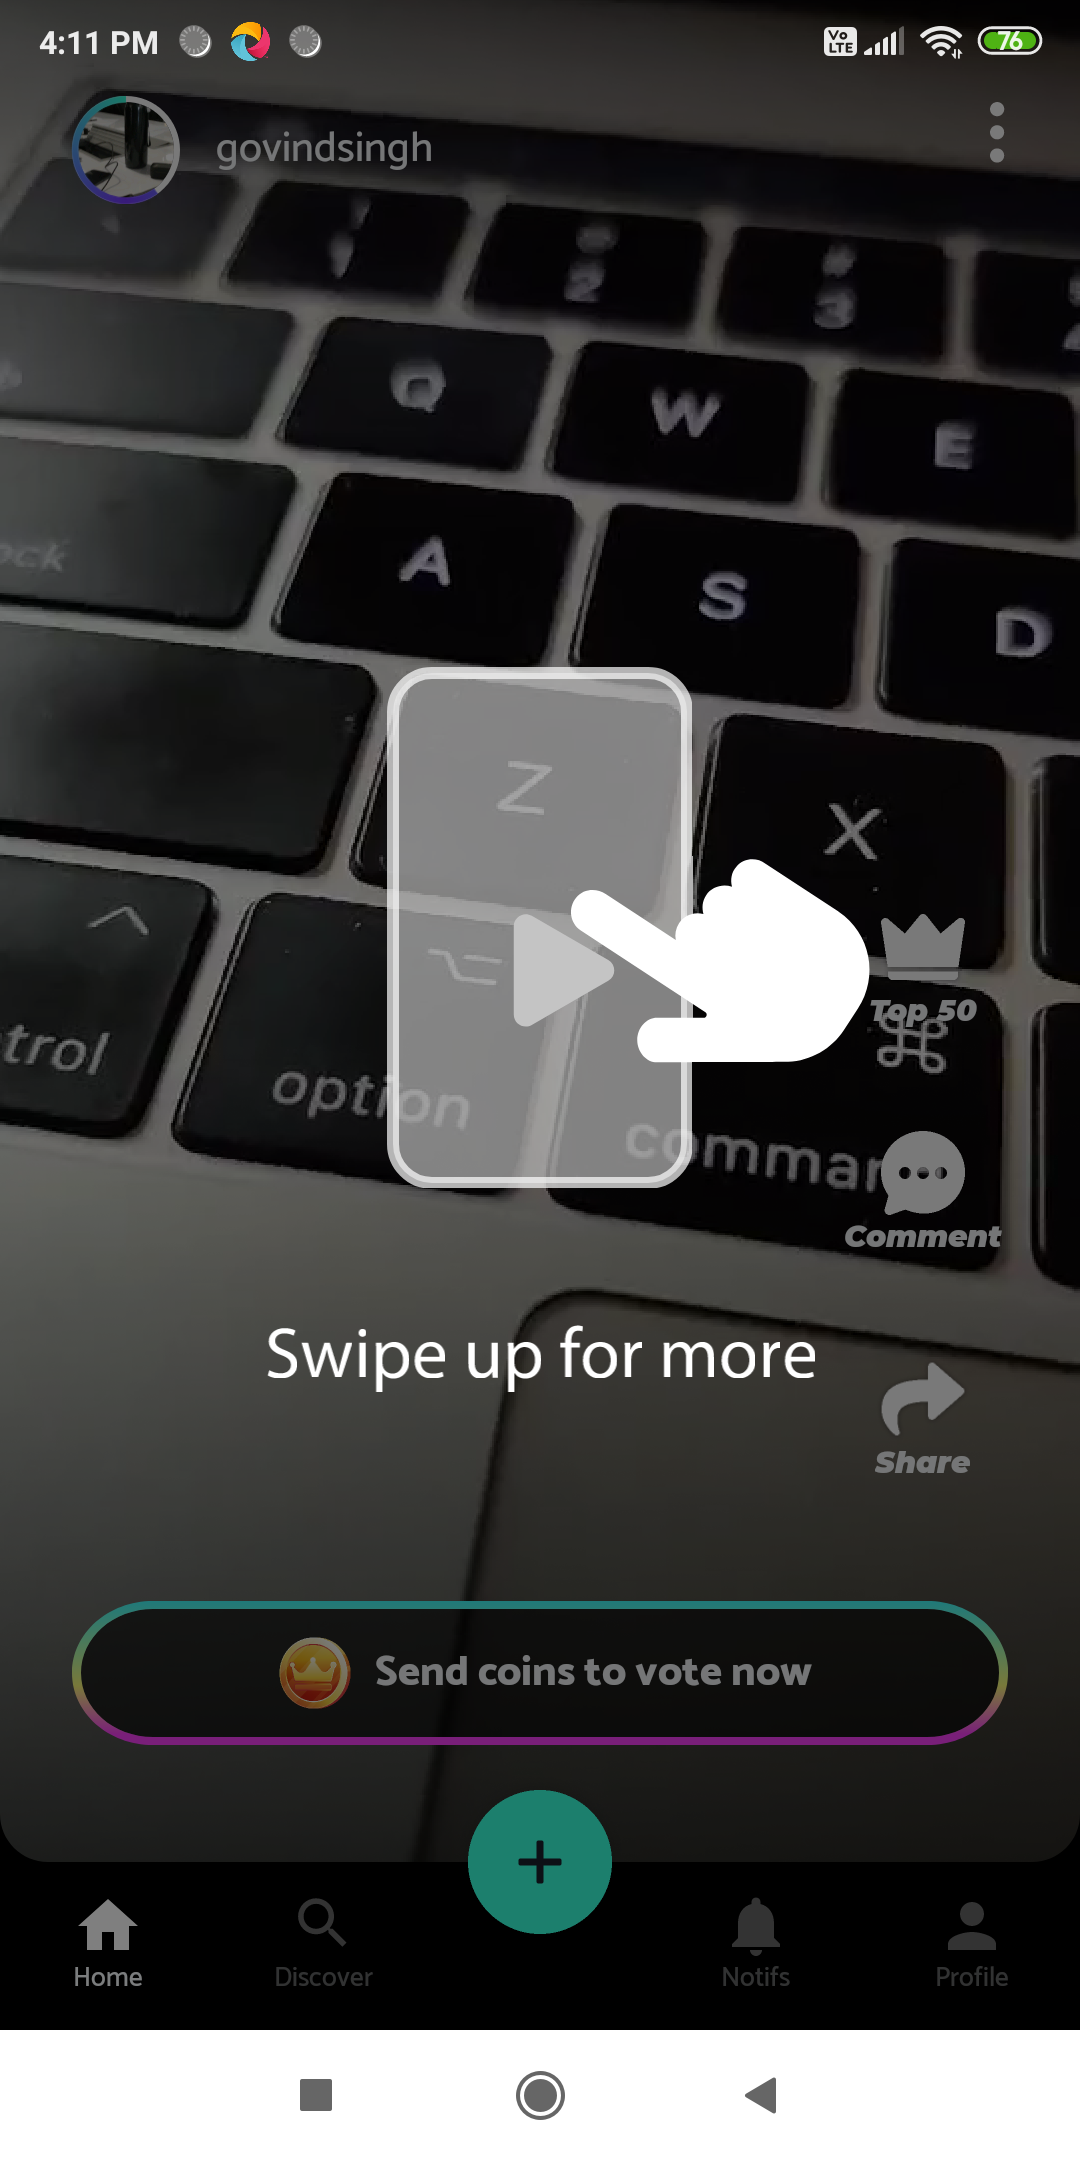 4:11 PM
Vo LTE
76
govindsingh
1
@
2
#
3
Q
W
E
A
S
D
ock
Z
X
Top 50
trol
option
comman
Comment
Swipe up for more
Share
Send coins to vote now
Home
Discover
Notifs
Profile